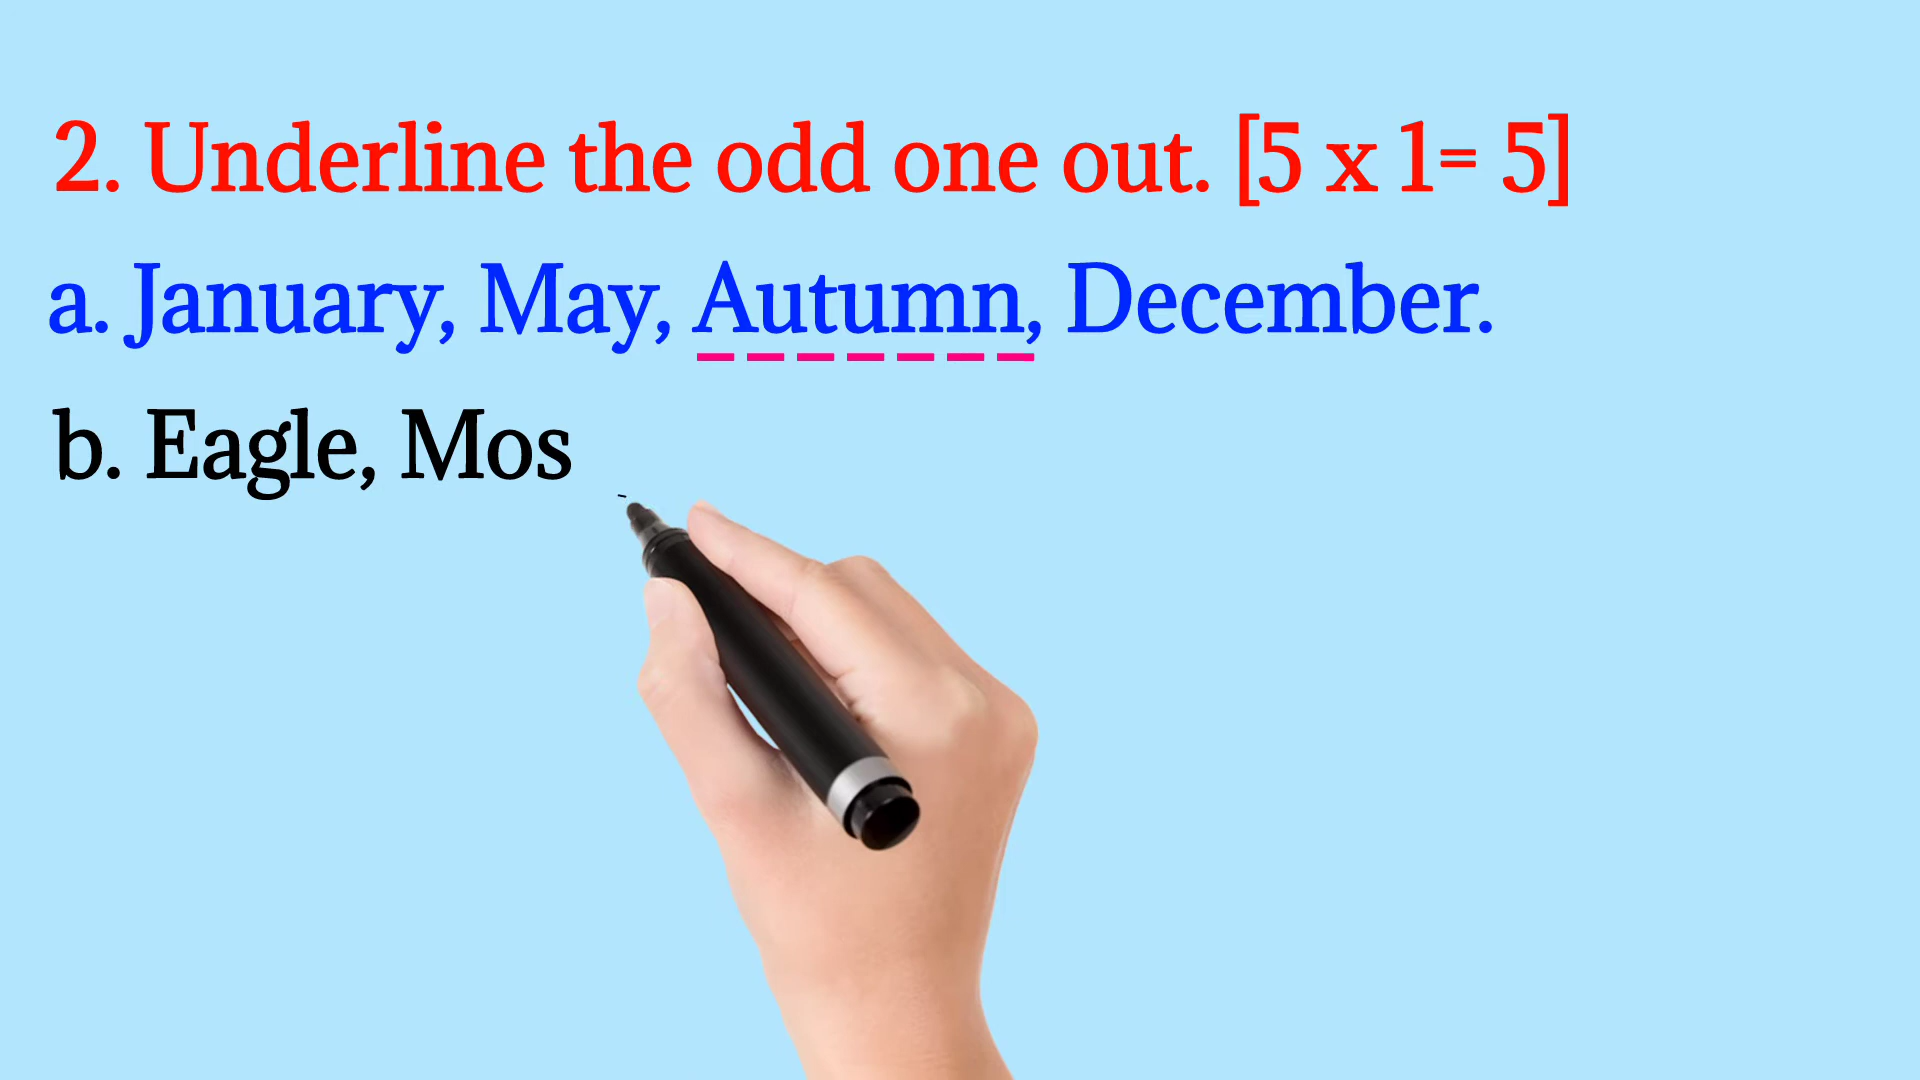 2. Underline the odd one out. [5 x 1= 5]
a. January, May, Autumn, December.
b. Eagle, Mos